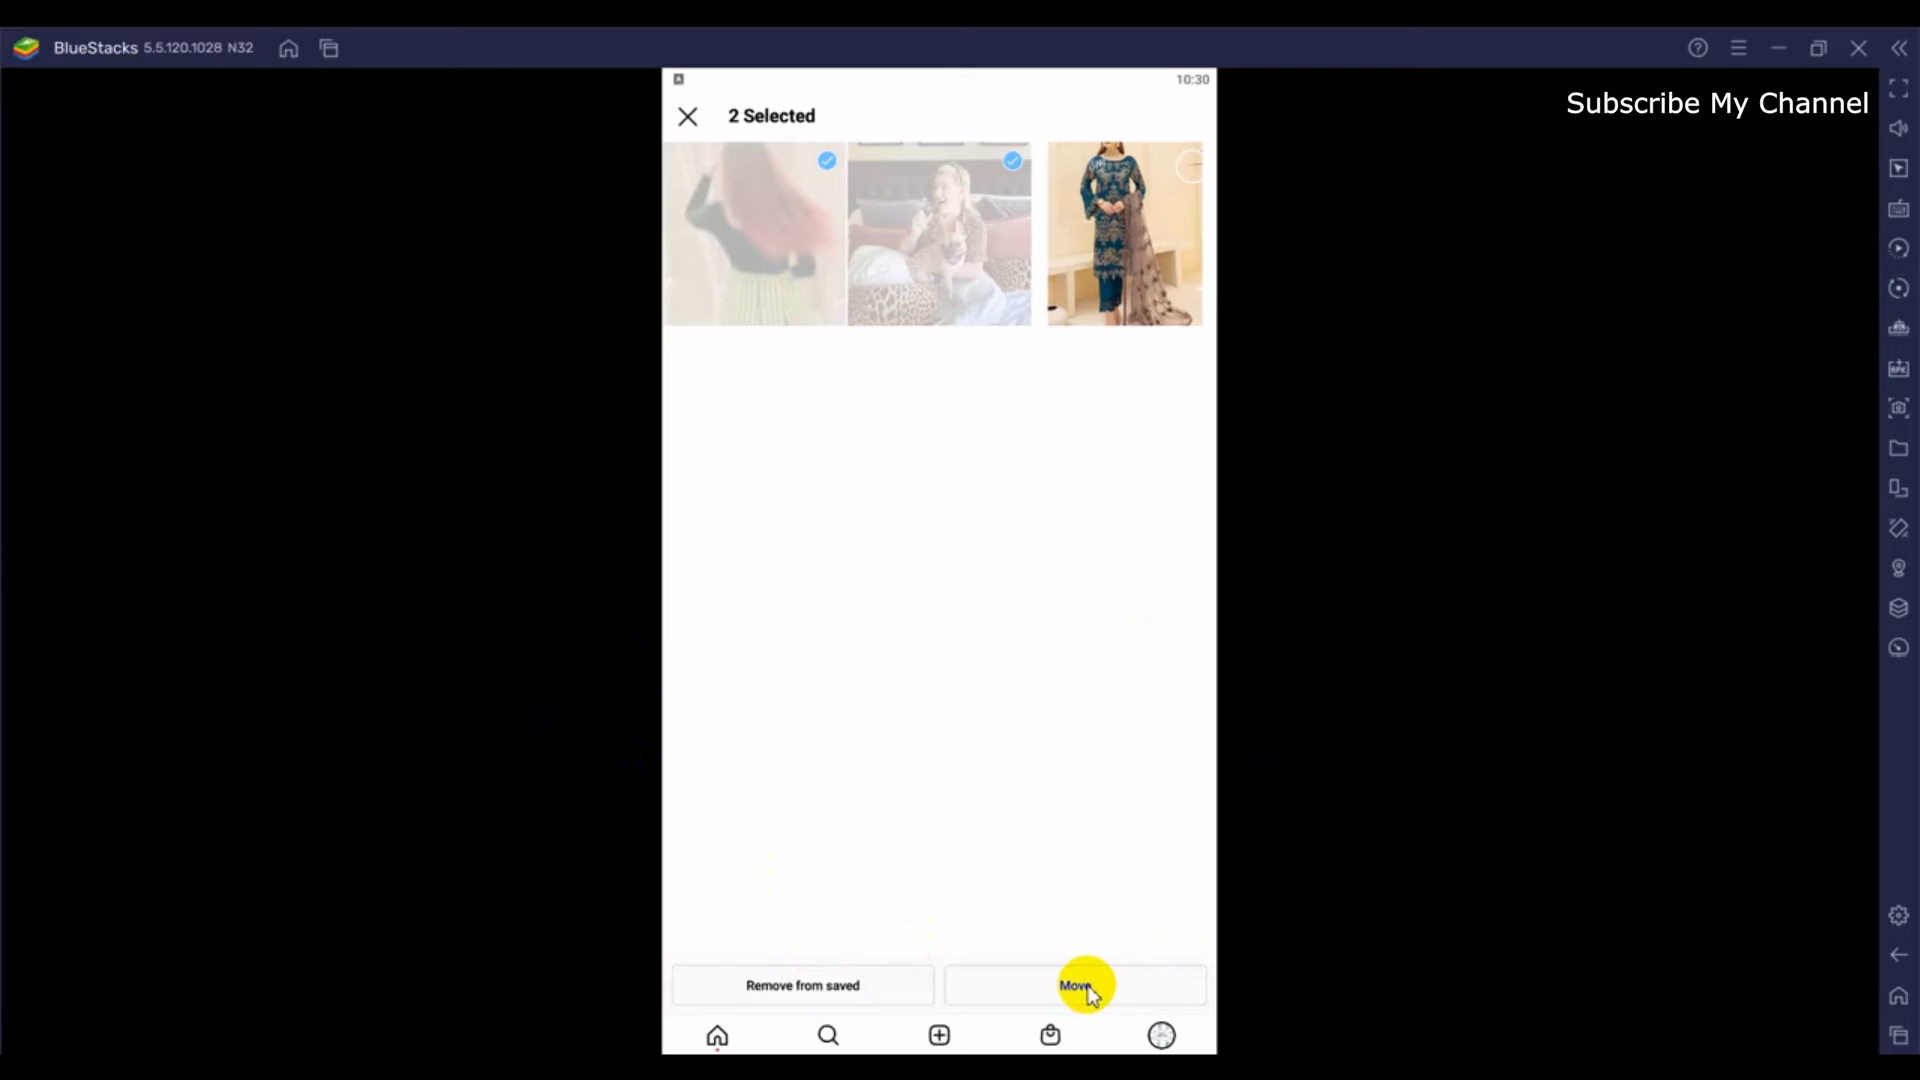 BlueStacks 5.5.120.1028 N32
10:30
Subscribe My Channel
2 Selected
Remove from saved
Move